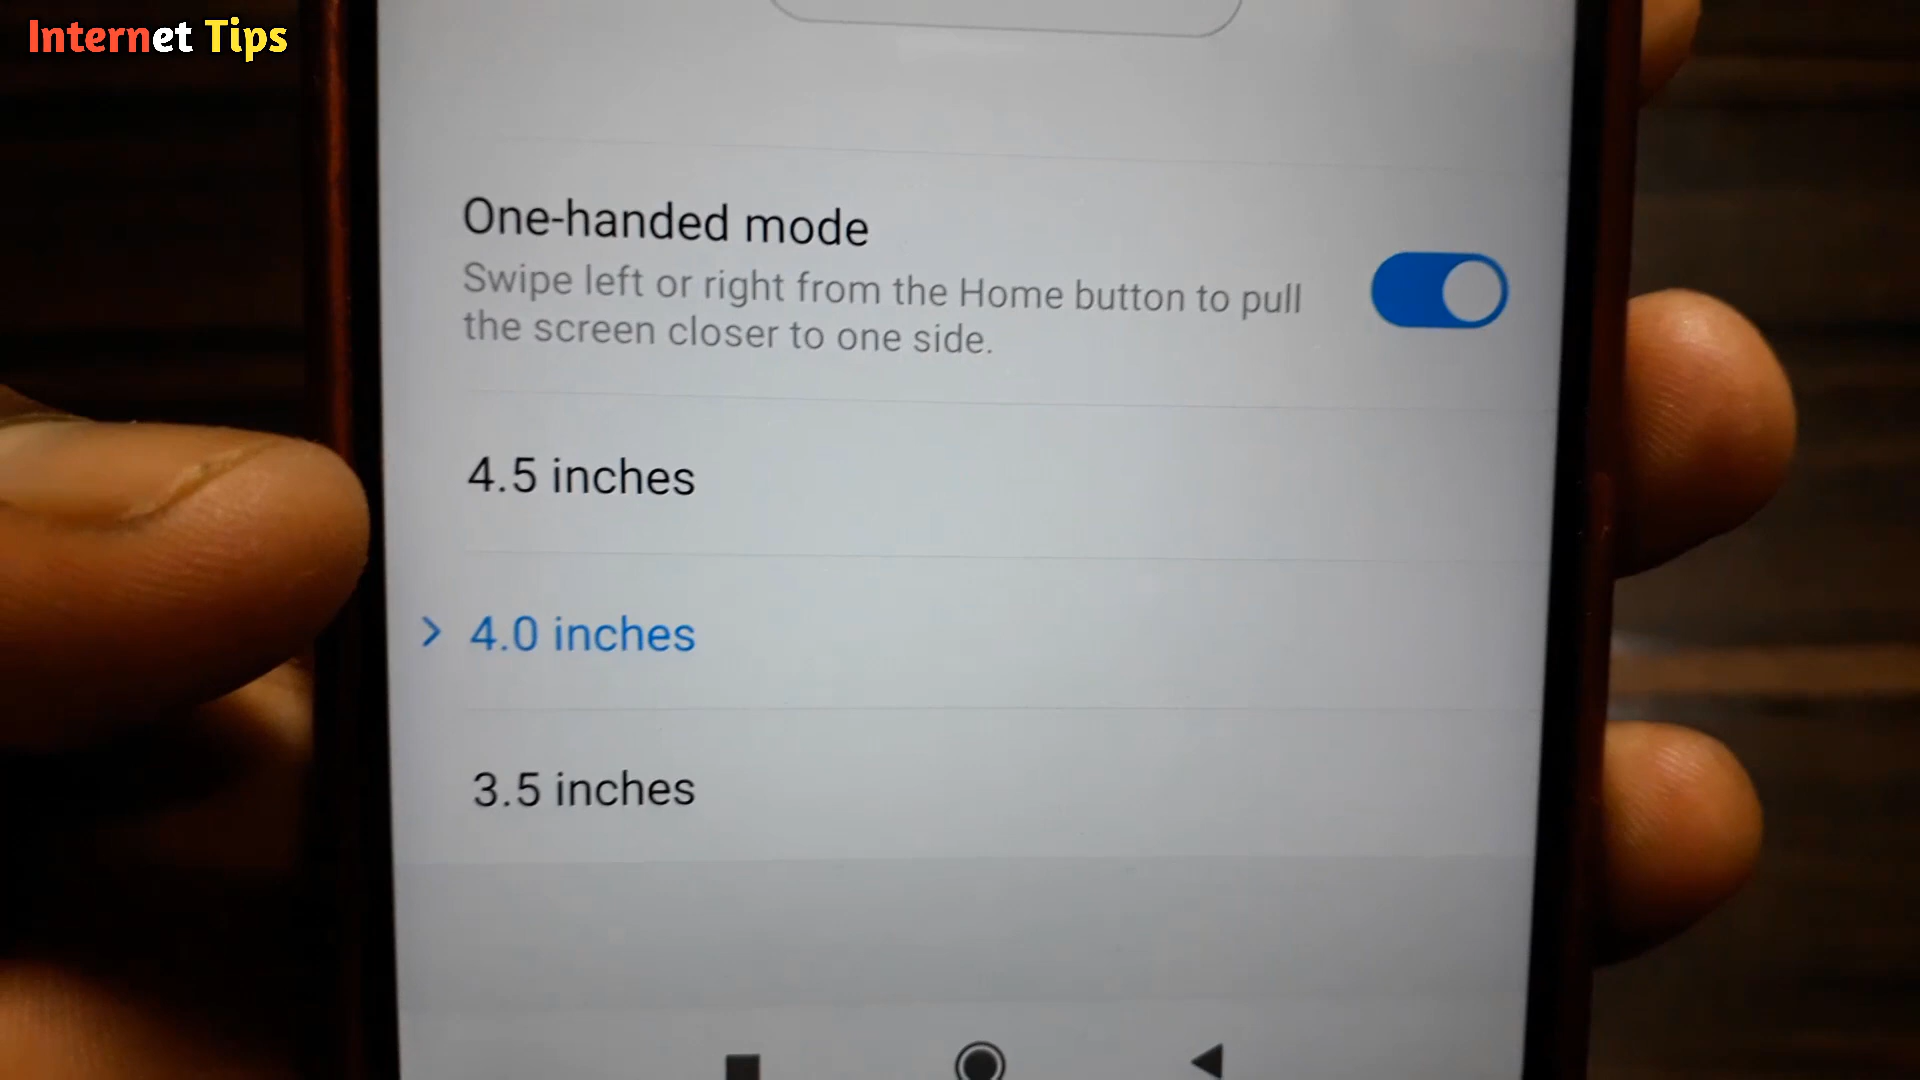 Internet Tips
One-handed mode
Swipe left or right from the Home button to pull
the screen closer to one side.
4.5 inches
4.0 inches
3.5 inches